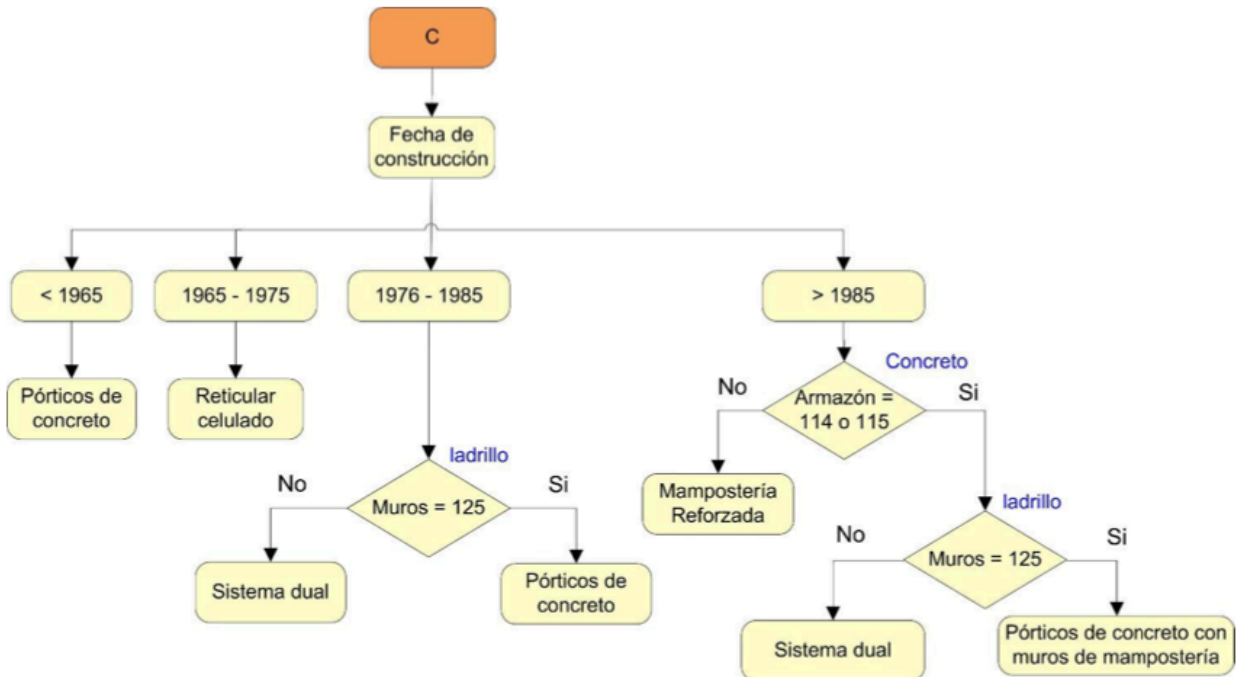 C
Fecha de
construcción
< 1965
1965 - 1975
1976 - 1985
> 1985
Pórticos de
concreto
Reticular
celulado
Concreto
No
Armazón =
114 o 115
Si
ladrillo
No
Muros = 125
Si
Mampostería
Reforzada
ladrillo
No
Muros = 125
Si
Sistema dual
Pórticos de
concreto
Sistema dual
Pórticos de concreto con
muros de mampostería